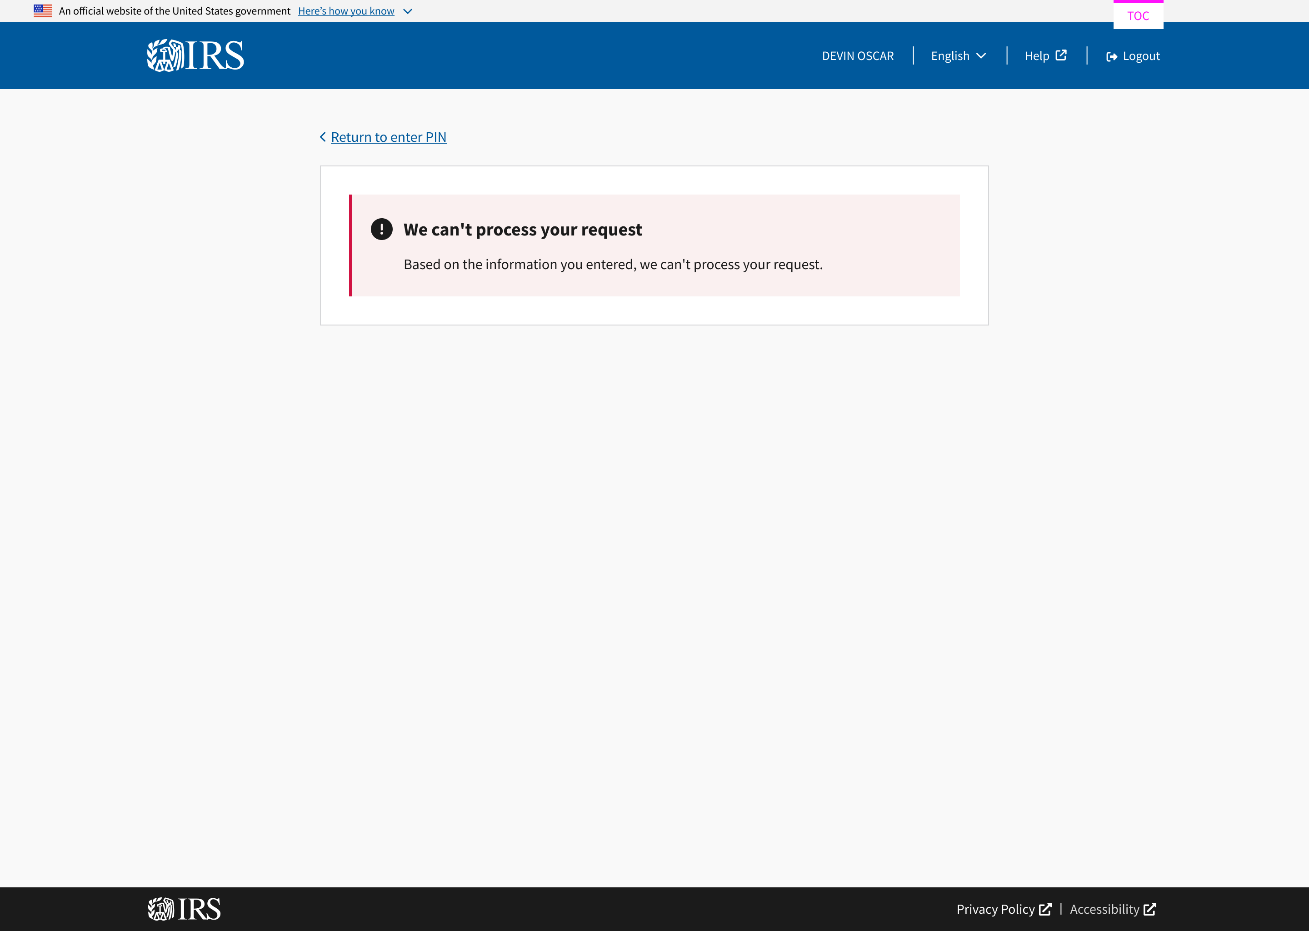 An official website of the United States government Here's how you know
TOC
IRS
DEVIN OSCAR
English
Help
Logout
Return to enter PIN
We can't process your request
Based on the information you entered, we can't process your request.
IRS
Privacy Policy | Accessibility